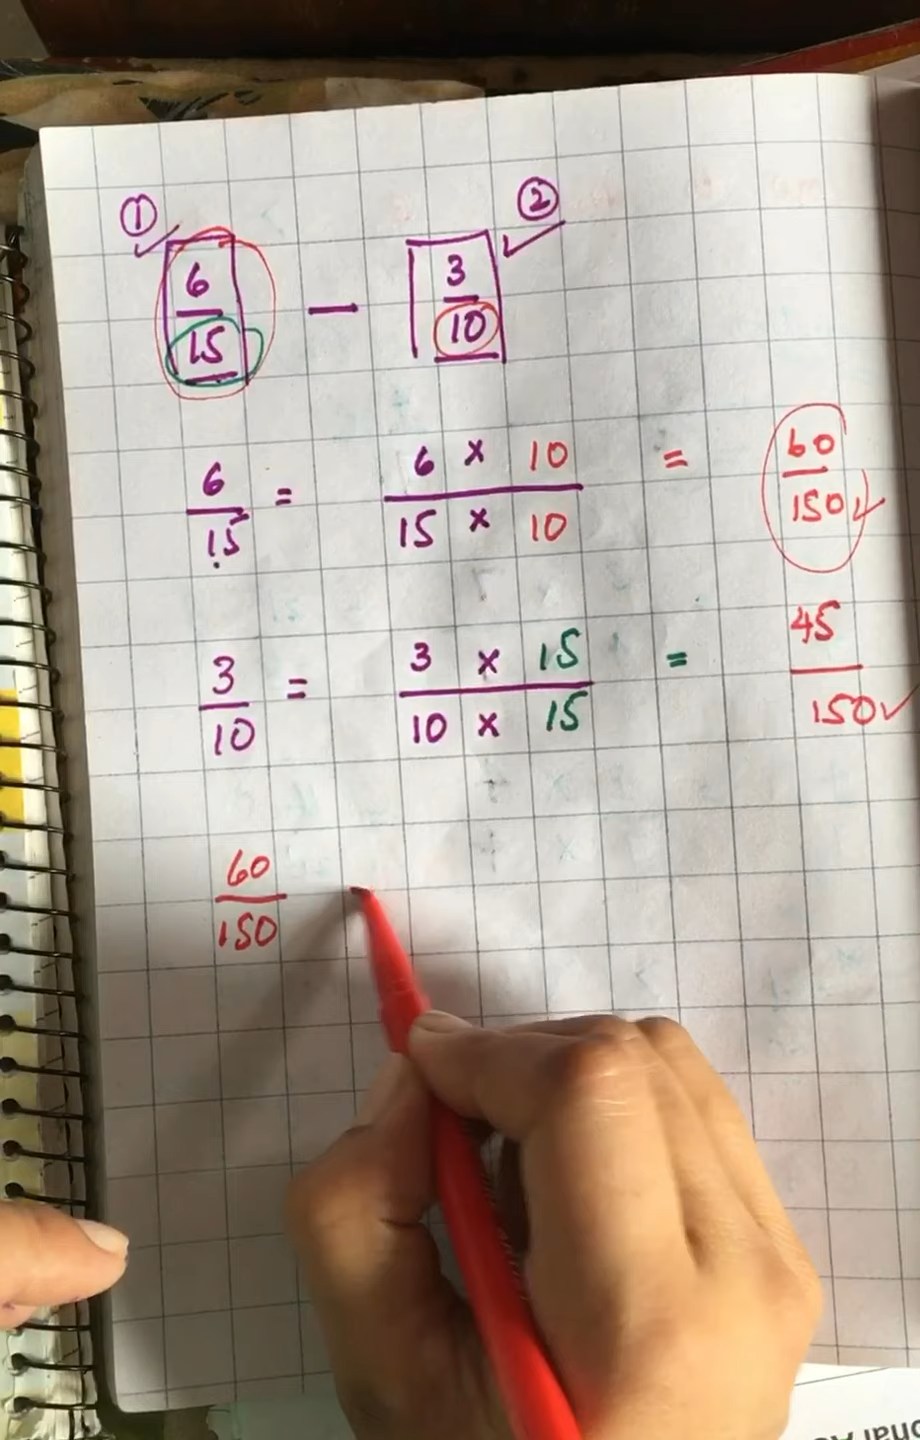 ① ②
6/15 — 3/10
6/15 = 6 x 10 / 15 x 10 = 60/150
3/10 = 3 x 15 / 10 x 15 = 45/150
60/150